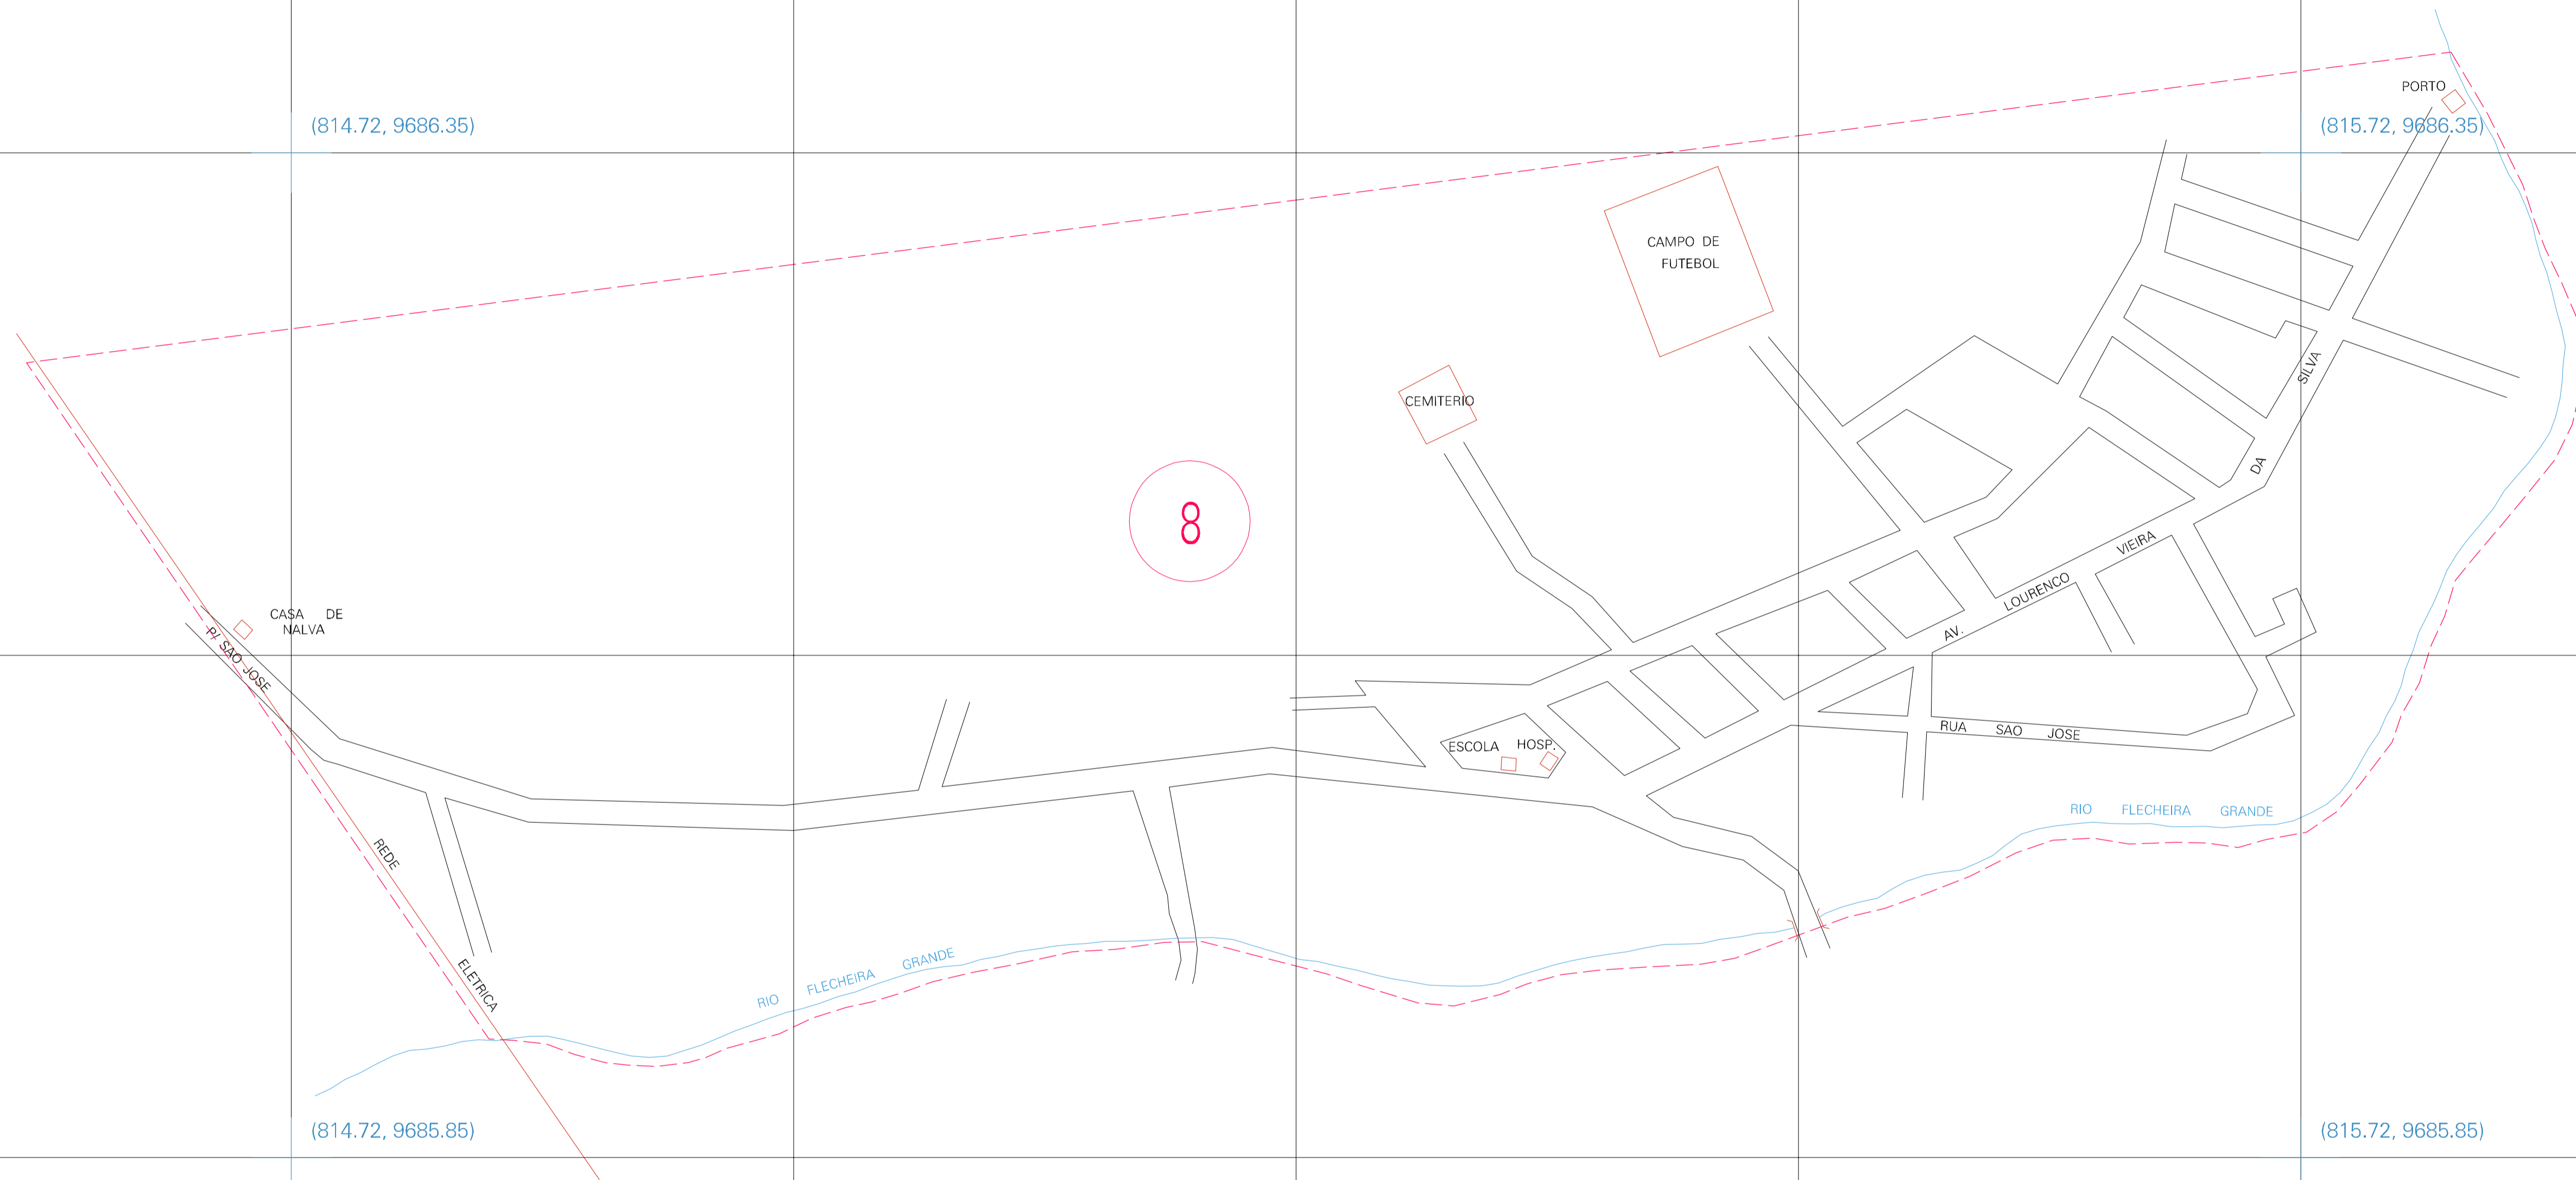 PORTO
(814.72, 9686.35)
(815.72, 9686.35)
CAMPO DE
FUTEBOL
SILVA
CEMITERIO
DA
8
VIEIRA
LOURENCO
AV.
CASA DE
NALVA
P/ SAO JOSE
RUA SAO JOSE
ESCOLA HOSP.
RIO FLECHEIRA GRANDE
REDE
ELETRICA
RIO FLECHEIRA GRANDE
(814.72, 9685.85)
(815.72, 9685.85)